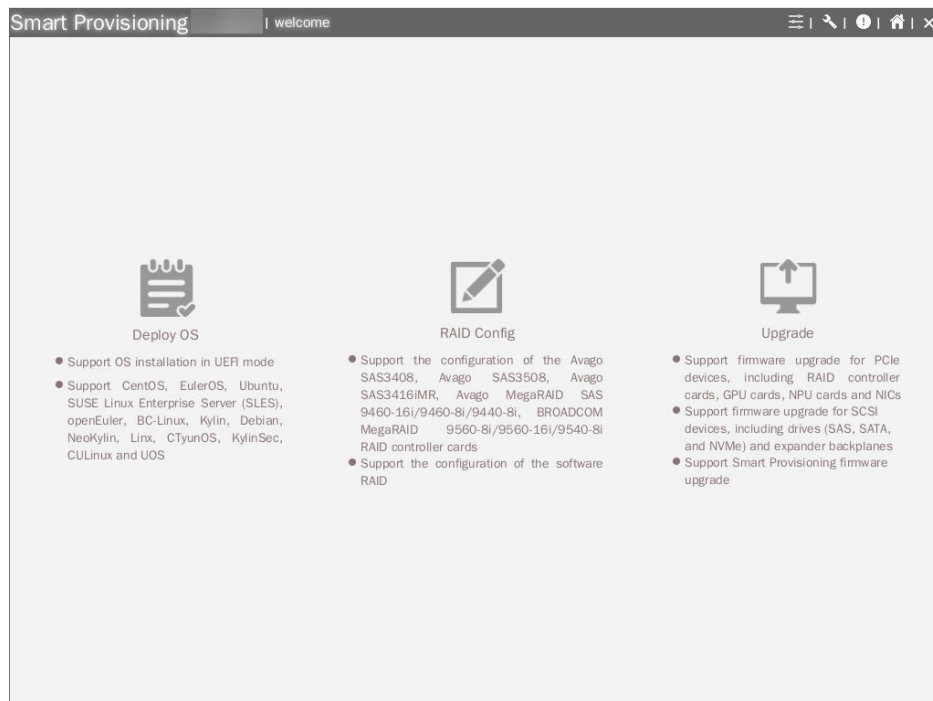 Smart Provisioning | welcome
Deploy OS
Support OS installation in UEFI mode
Support CentOS, EulerOS, Ubuntu,
SUSE Linux Enterprise Server (SLES),
openEuler, BC-Linux, Kylin, Debian,
NeoKylin, Linx, CTyunOS, KylinSec,
CULinux and UOS
RAID Config
Support the configuration of the Avago
SAS3408, Avago SAS3508, Avago
SAS3416iMR, Avago MegaRAID SAS
9460-16i/9460-8i/9440-8i, BROADCOM
MegaRAID 9560-8i/9560-16i/9540-8i
RAID controller cards
Support the configuration of the software
RAID
Upgrade
Support firmware upgrade for PCIe
devices, including RAID controller
cards, GPU cards, NPU cards and NICs
Support firmware upgrade for SCSI
devices, including drives (SAS, SATA,
and NVMe) and expander backplanes
Support Smart Provisioning firmware
upgrade